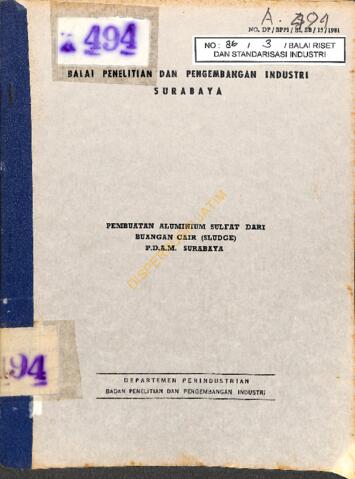 A. 494
494
NO. DP/BPPI/BI.SB/15/1981
NO : 86 / 3 / BALAI RISET
DAN STANDARISASI INDUSTRI
BALAI PENELITIAN DAN PENGEMBANGAN INDUSTRI
SURABAYA
PEMBUATAN ALUMINIUM SULFAT DARI
BUANGAN CAIR (SLUDGE)
P.D.A.M. SURABAYA
94
DEPARTEMEN PERINDUSTRIAN
BADAN PENELITIAN DAN PENGEMBANGAN INDUSTRI